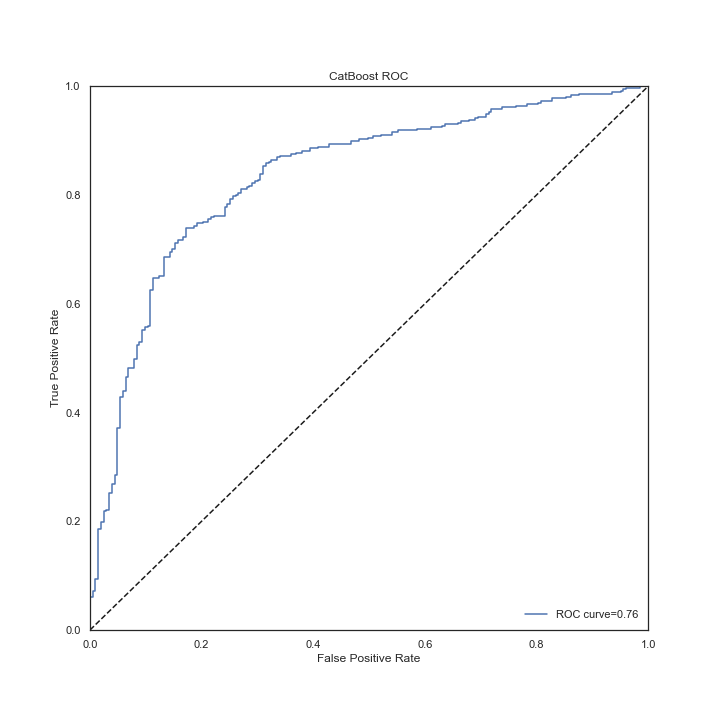 CatBoost ROC
1.0
0.8
0.6
0.4
0.2
0.0
True Positive Rate
ROC curve=0.76
0.0 0.2 0.4 0.6 0.8 1.0
False Positive Rate